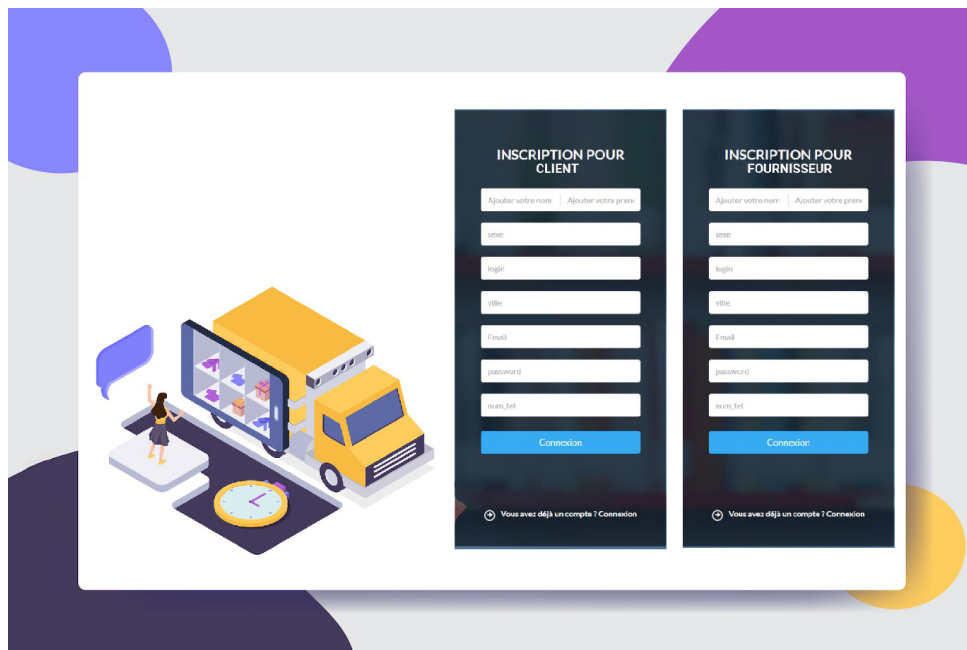 INSCRIPTION POUR
CLIENT
Ajouter votre nom
Ajouter votre pren
sexe
login
ville
Email
password
num_tel
Connexion
Vous avez déjà un compte ? Connexion
INSCRIPTION POUR
FOURNISSEUR
Ajouter votre nom
Ajouter votre pren
sexe
login
ville
Email
password
num_tel
Connexion
Vous avez déjà un compte ? Connexion